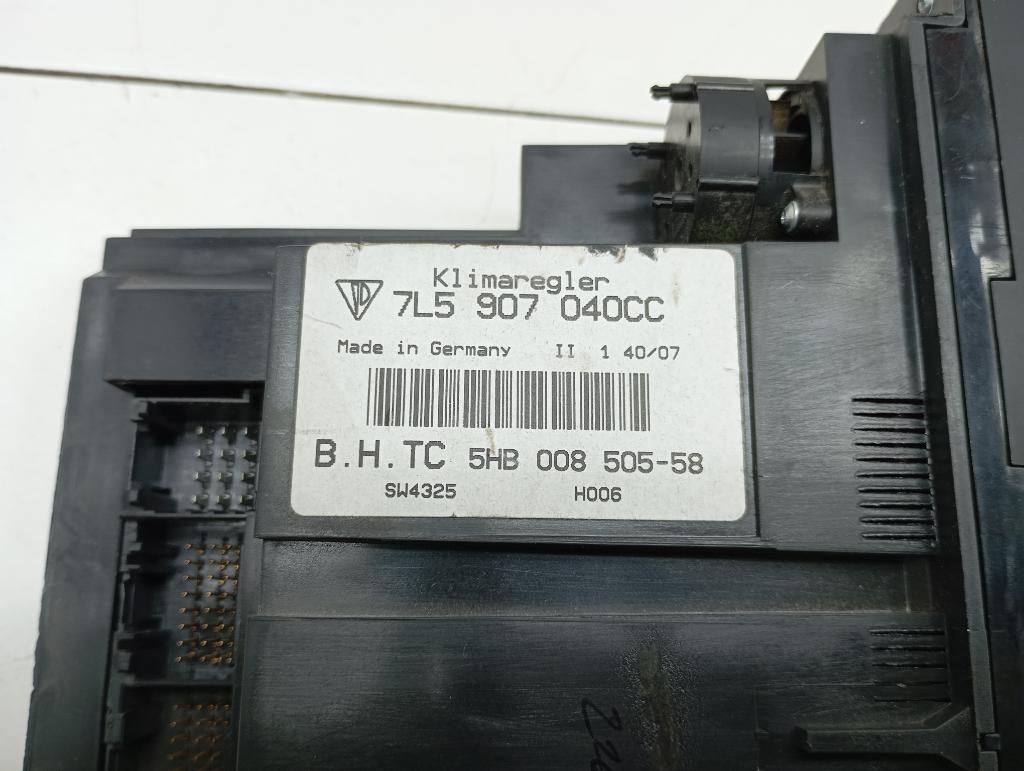 Klimaregler
7L5 907 040CC
Made in Germany II 1 40/07
B.H.TC 5HB 008 505-58
SW4325 H006